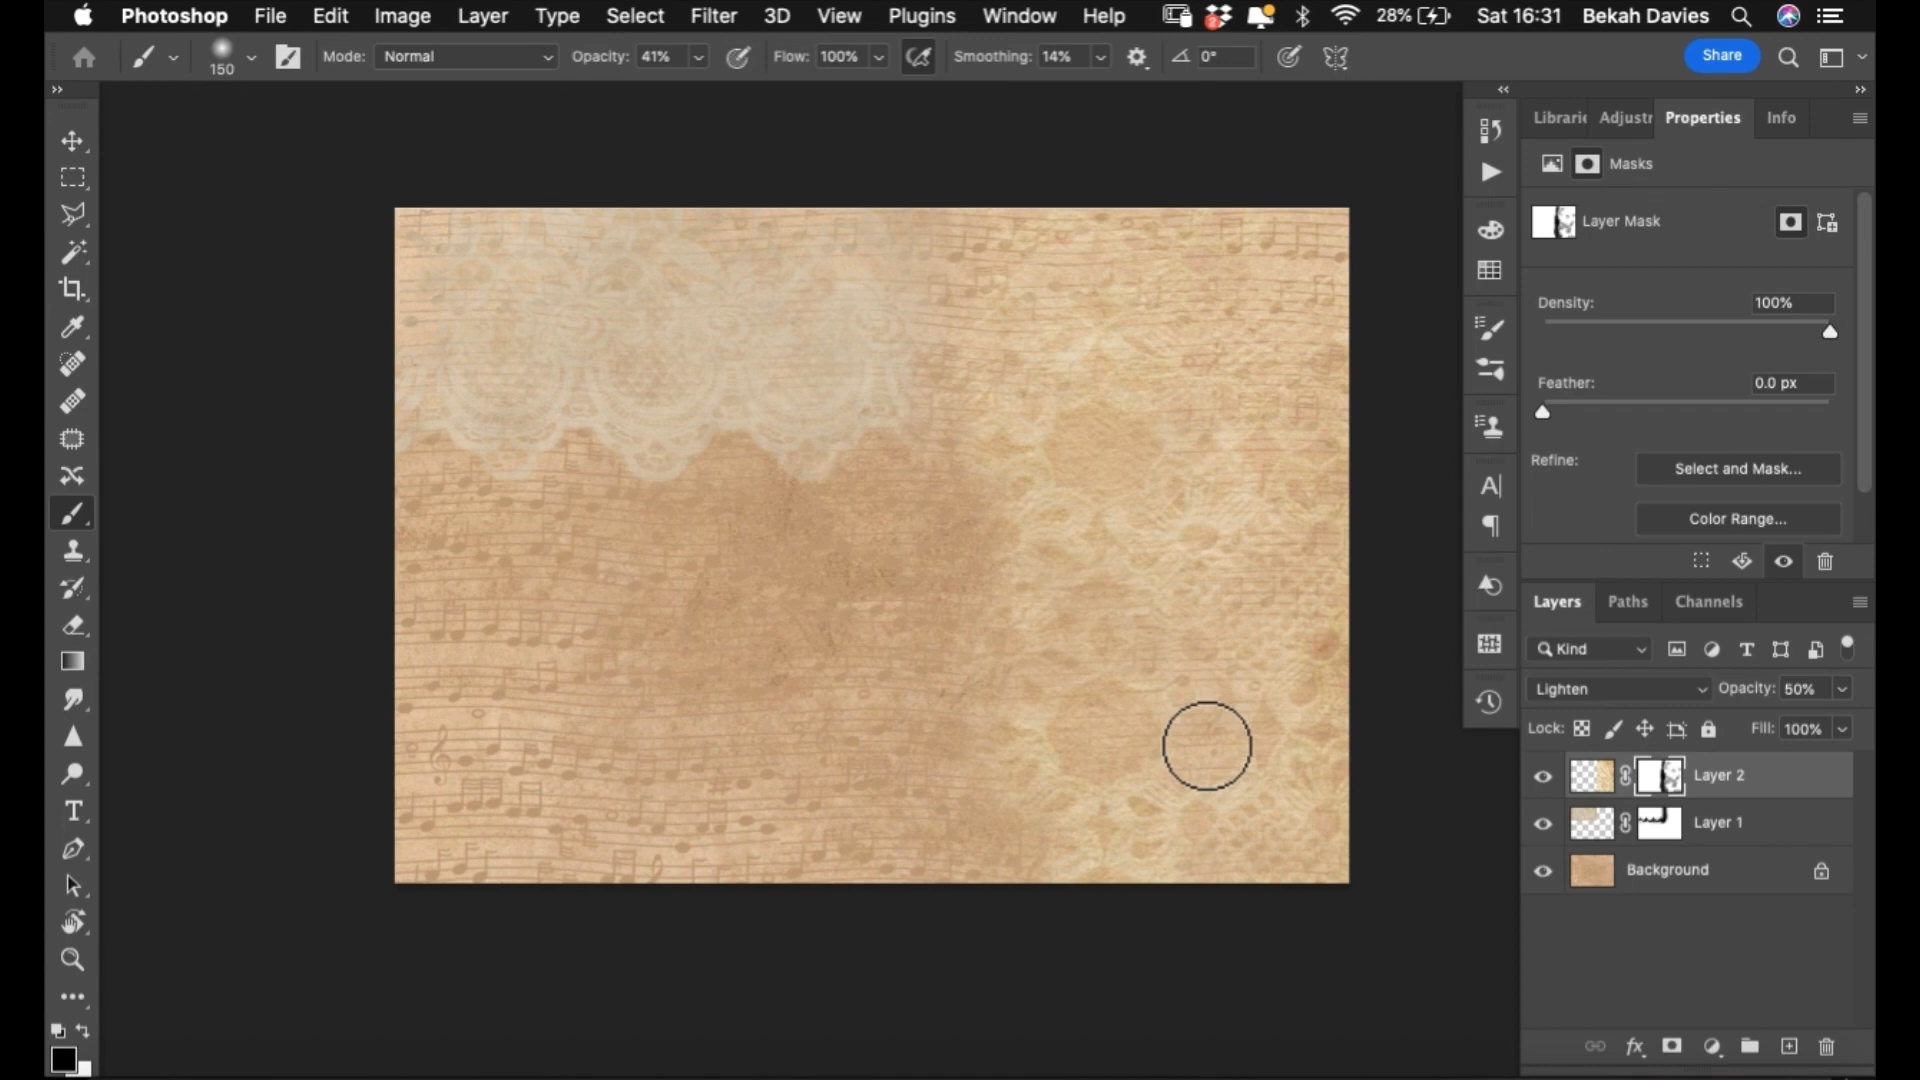 Photoshop File Edit Image Layer Type Select Filter 3D View Plugins Window Help 2 28% Sat 16:31 Bekah Davies
150 Mode: Normal Opacity: 41% Flow: 100% Smoothing: 14% 0° Share
Librarie Adjustr Properties Info
Masks
Layer Mask
Density: 100%
Feather: 0.0 px
Refine: Select and Mask...
Color Range...
Layers Paths Channels
Kind
Lighten Opacity: 50%
Lock: Fill: 100%
Layer 2
Layer 1
Background
fx